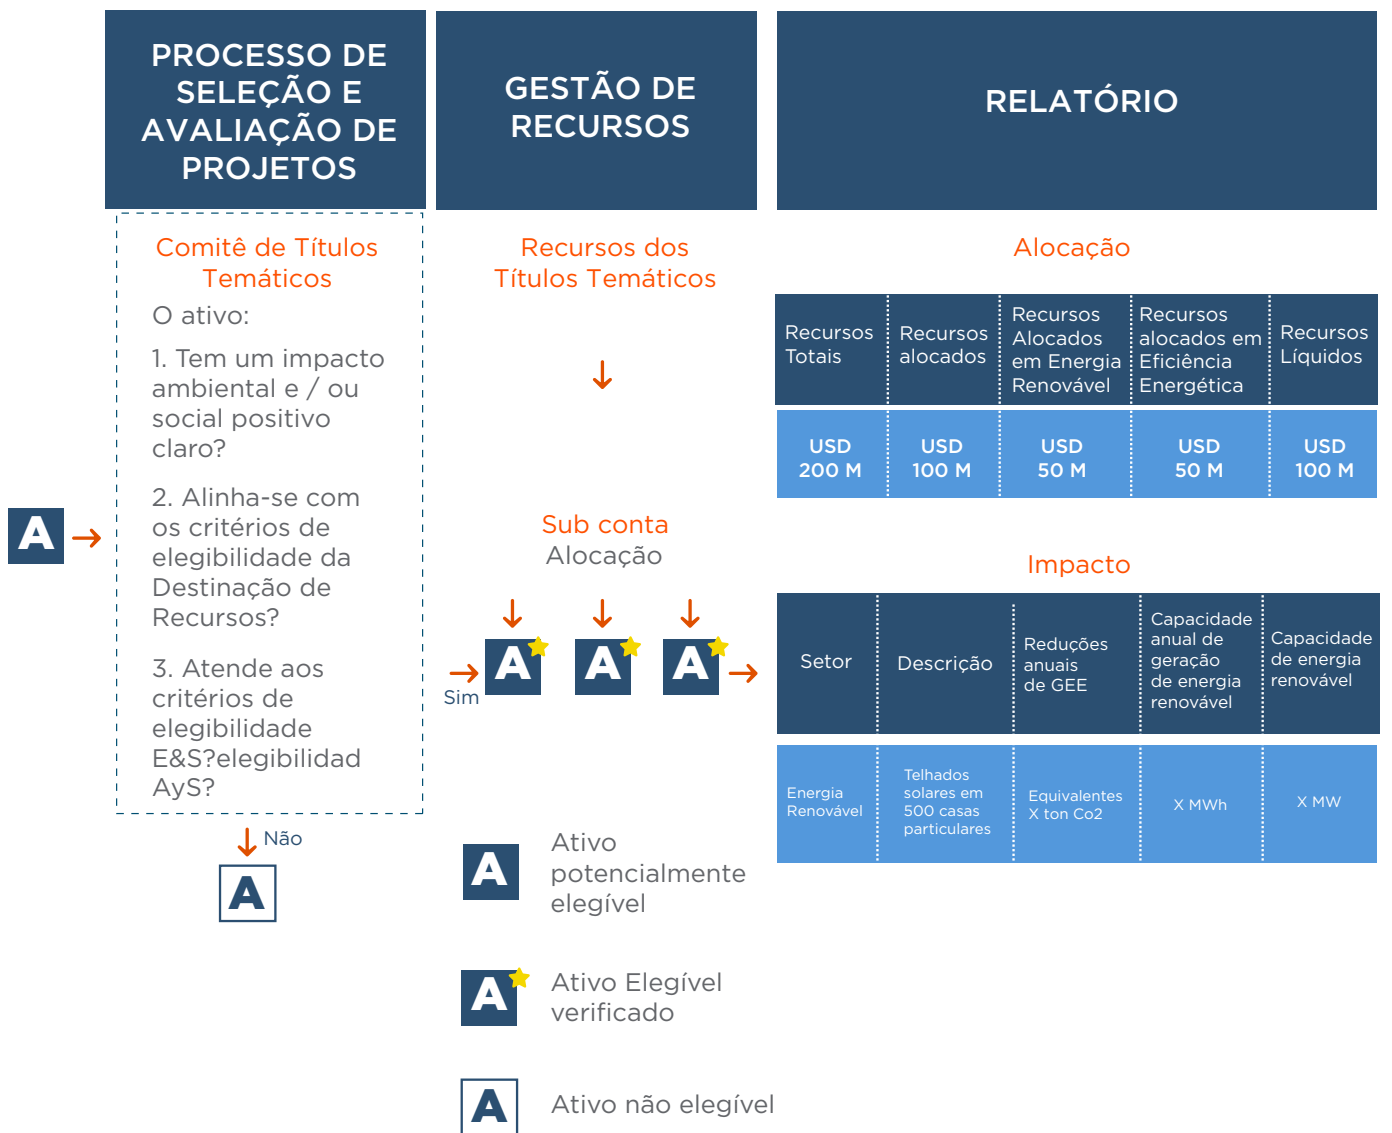 PROCESSO DE
SELEÇÃO E
AVALIAÇÃO DE
PROJETOS
GESTÃO DE
RECURSOS
RELATÓRIO
Comitê de Títulos
Temáticos
O ativo:
1. Tem um impacto
ambiental e / ou
social positivo
claro?
2. Alinha-se com
os critérios de
elegibilidade da
Destinação de
Recursos?
3. Atende aos
critérios de
elegibilidade
E&S?elegibilidad
AyS?
A
Não
A
Recursos dos
Títulos Temáticos
Sub conta
Alocação
Sim
A
A
A
A
Ativo
potencialmente
elegível
A
Ativo Elegível
verificado
A
Ativo não elegível
Alocação
Recursos
Totais
Recursos
alocados
Recursos
Alocados
em Energia
Renovável
Recursos
alocados em
Eficiência
Energética
Recursos
Líquidos
USD
200 M
USD
100 M
USD
50 M
USD
50 M
USD
100 M
Impacto
Setor
Descrição
Reduções
anuais
de GEE
Capacidade
anual de
geração
de energia
renovável
Capacidade
de energia
renovável
Energia
Renovável
Telhados
solares em
500 casas
particulares
Equivalentes
X ton Co2
X MWh
X MW